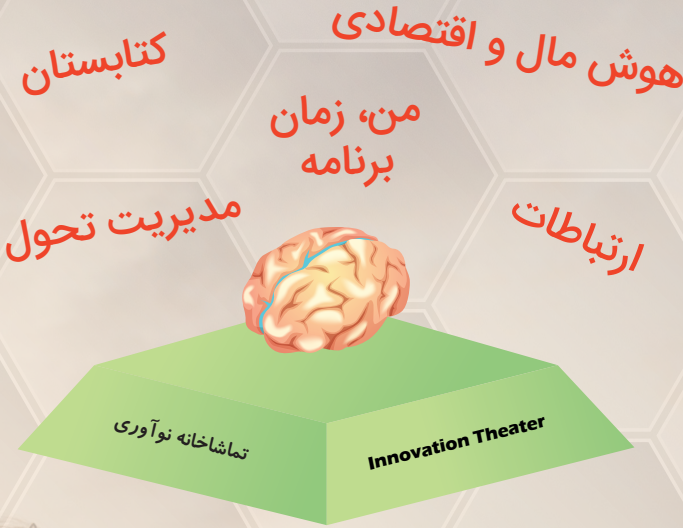 هوش مال و اقتصادی
کتابستان
من، زمان
برنامه
ارتباطات
مدیریت تحول
تماشاخانه نوآوری
Innovation Theater